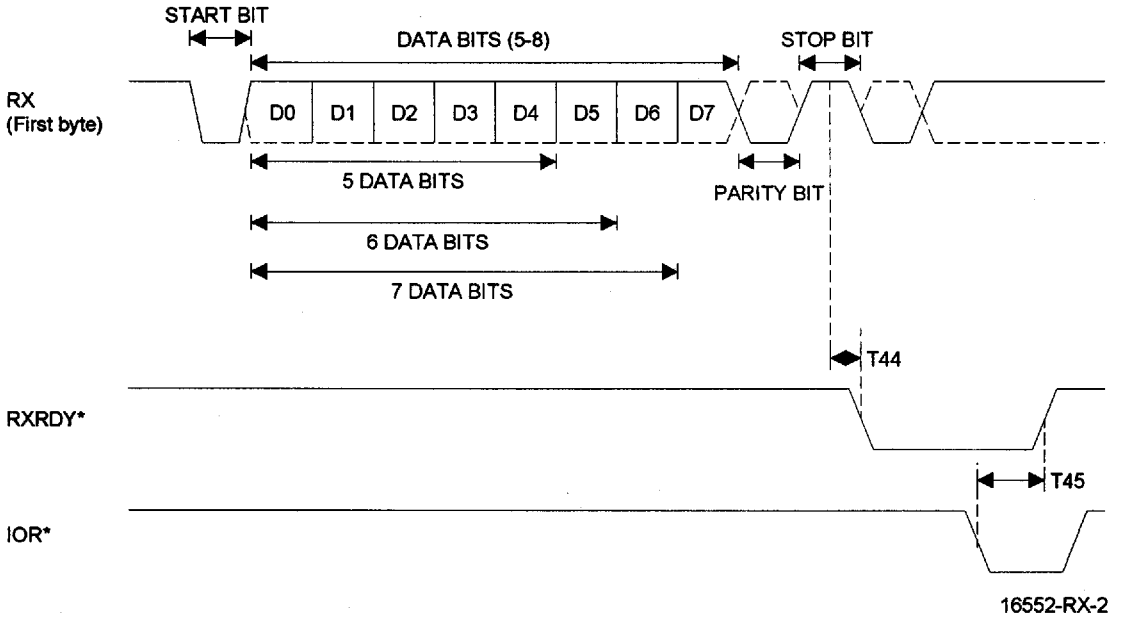 START BIT
DATA BITS (5-8)
STOP BIT
RX
(First byte)
D0 D1 D2 D3 D4 D5 D6 D7
5 DATA BITS
PARITY BIT
6 DATA BITS
7 DATA BITS
T44
RXRDY*
T45
IOR*
16552-RX-2